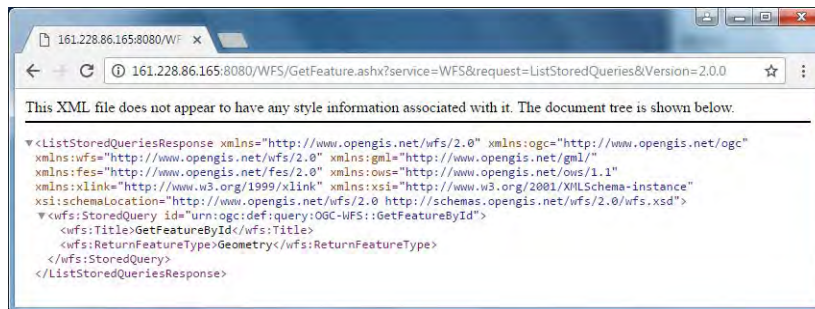 161.228.86.165:8080/WF
161.228.86.165:8080/WFS/GetFeature.ashx?service=WFS&request=ListStoredQueries&Version=2.0.0
This XML file does not appear to have any style information associated with it. The document tree is shown below.
▼<ListStoredQueriesResponse xmlns="http://www.opengis.net/wfs/2.0" xmlns:ogc="http://www.opengis.net/ogc"
xmlns:wfs="http://www.opengis.net/wfs/2.0" xmlns:gml="http://www.opengis.net/gml/"
xmlns:fes="http://www.opengis.net/fes/2.0" xmlns:ows="http://www.opengis.net/ows/1.1"
xmlns:xlink="http://www.w3.org/1999/xlink" xmlns:xsi="http://www.w3.org/2001/XMLSchema-instance"
xsi:schemaLocation="http://www.opengis.net/wfs/2.0 http://schemas.opengis.net/wfs/2.0/wfs.xsd">
▼<wfs:StoredQuery id="urn:ogc:def:query:OGC-WFS::GetFeatureById">
<wfs:Title>GetFeatureById</wfs:Title>
<wfs:ReturnFeatureType>Geometry</wfs:ReturnFeatureType>
</wfs:StoredQuery>
</ListStoredQueriesResponse>